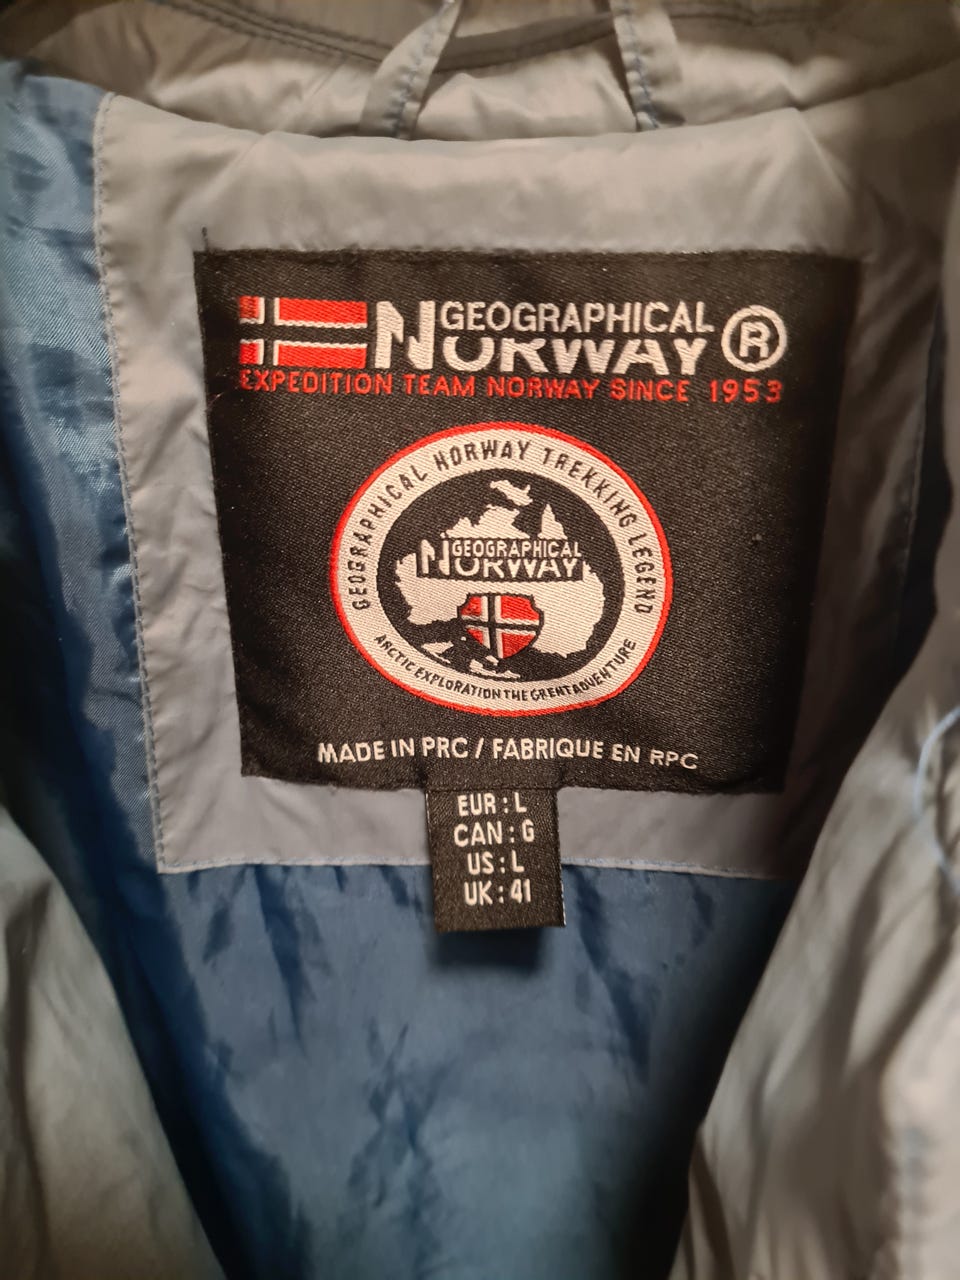 GEOGRAPHICAL
NORWAY ®
EXPEDITION TEAM NORWAY SINCE 1953
GEOGRAPHICAL NORWAY TREKKING LEGEND
GEOGRAPHICAL
NORWAY
ARCTIC EXPLORATION THE GREAT ADVENTURE
MADE IN PRC / FABRIQUE EN RPC
EUR : L
CAN : G
US : L
UK : 41